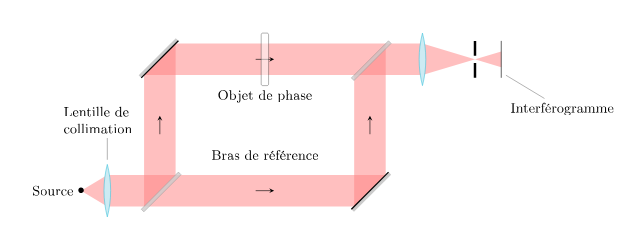 Objet de phase
Interférogramme
Lentille de
collimation
Bras de référence
Source